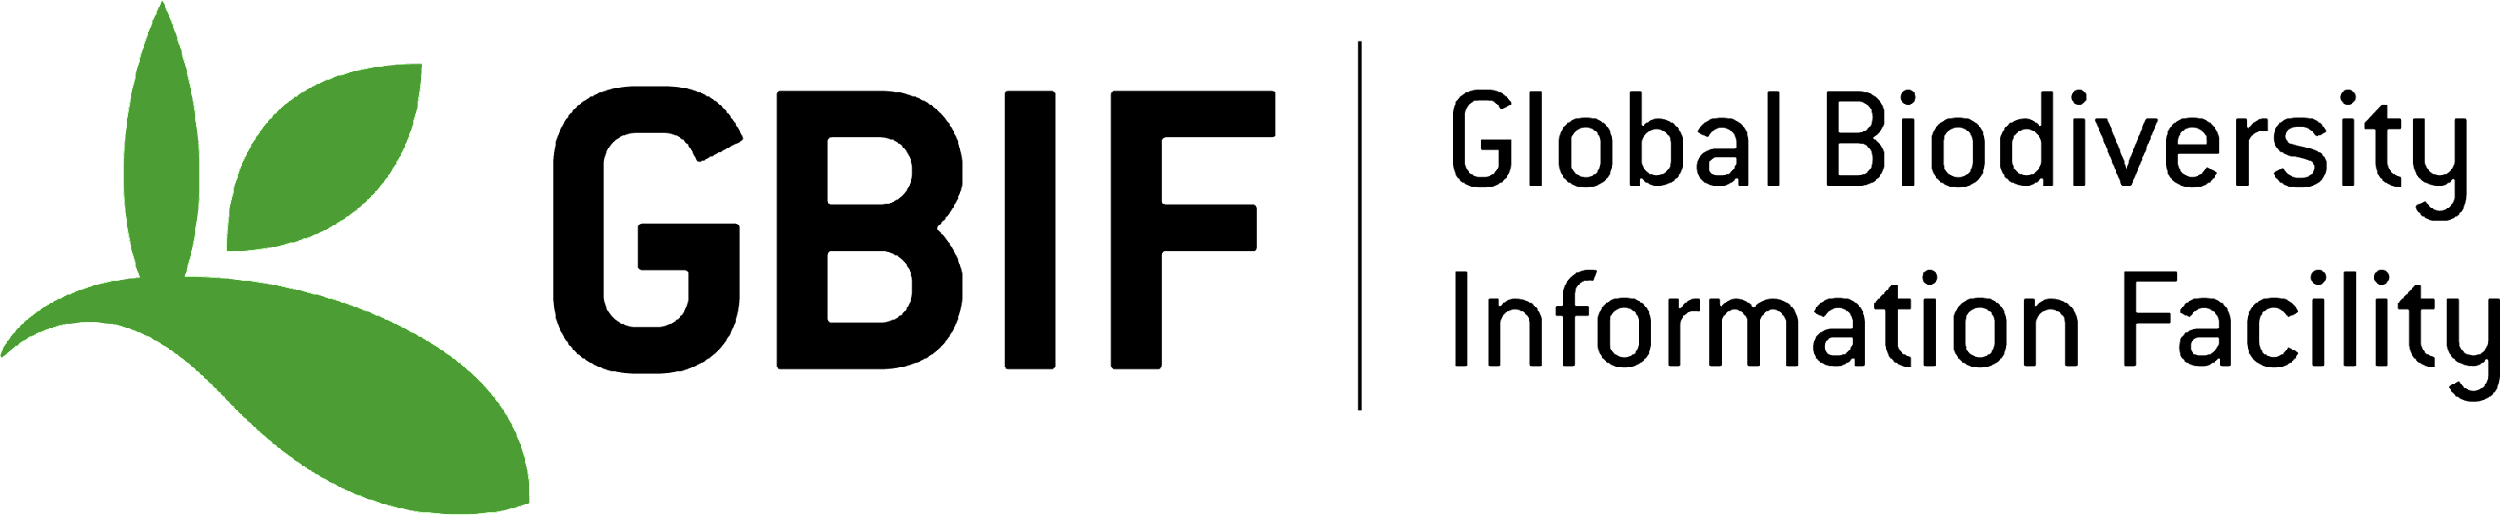 GBIF
Global Biodiversity
Information Facility